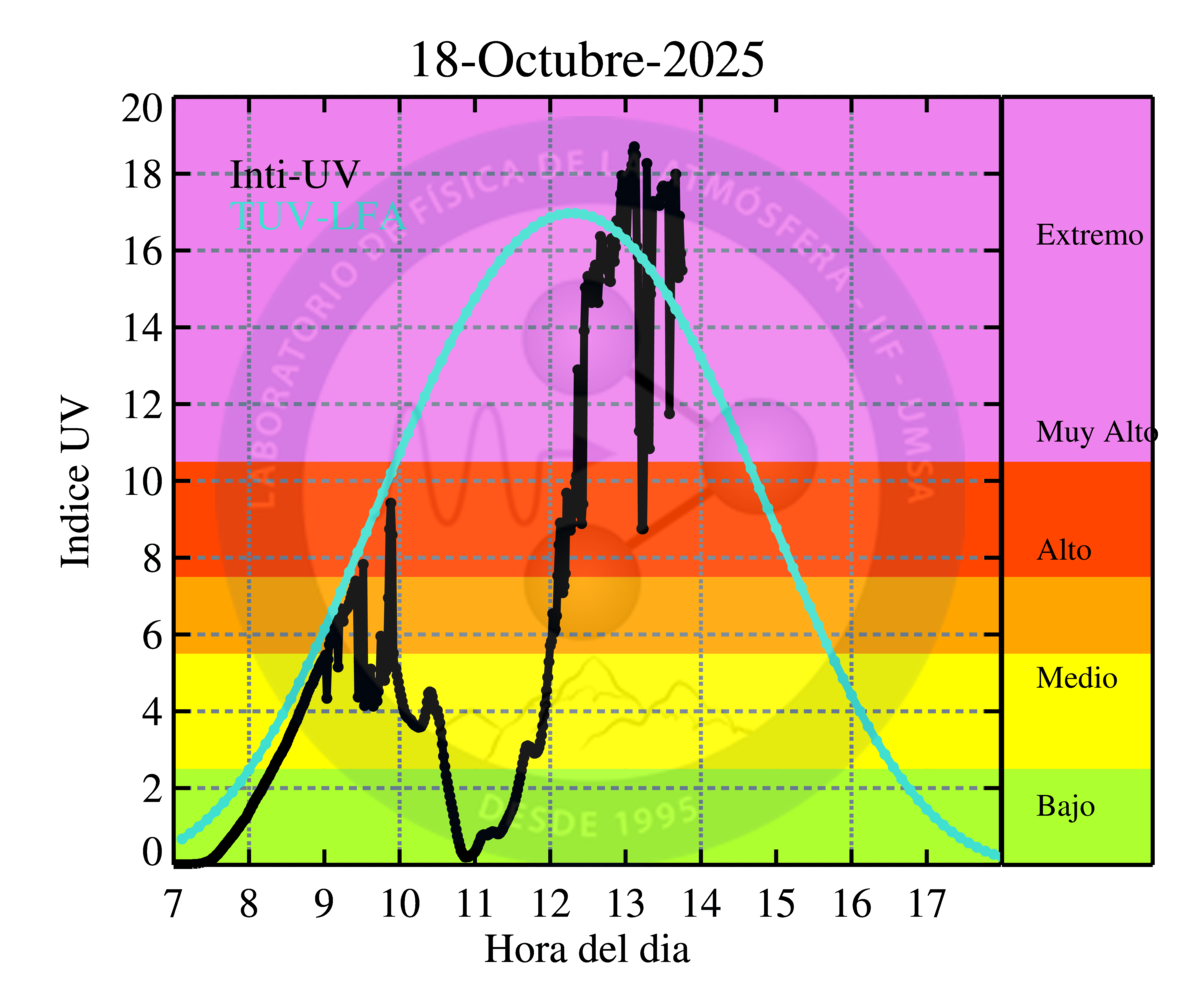 18-Octubre-2025
20
18
16
14
12
10
8
6
4
2
0
Indice UV
Inti-UV
TUV-LFA
LABORATORIO DE FÍSICA DE LA ATMÓSFERA - IIF - UMSA
DESDE 1995
Extremo
Muy Alto
Alto
Medio
Bajo
7 8 9 10 11 12 13 14 15 16 17
Hora del dia